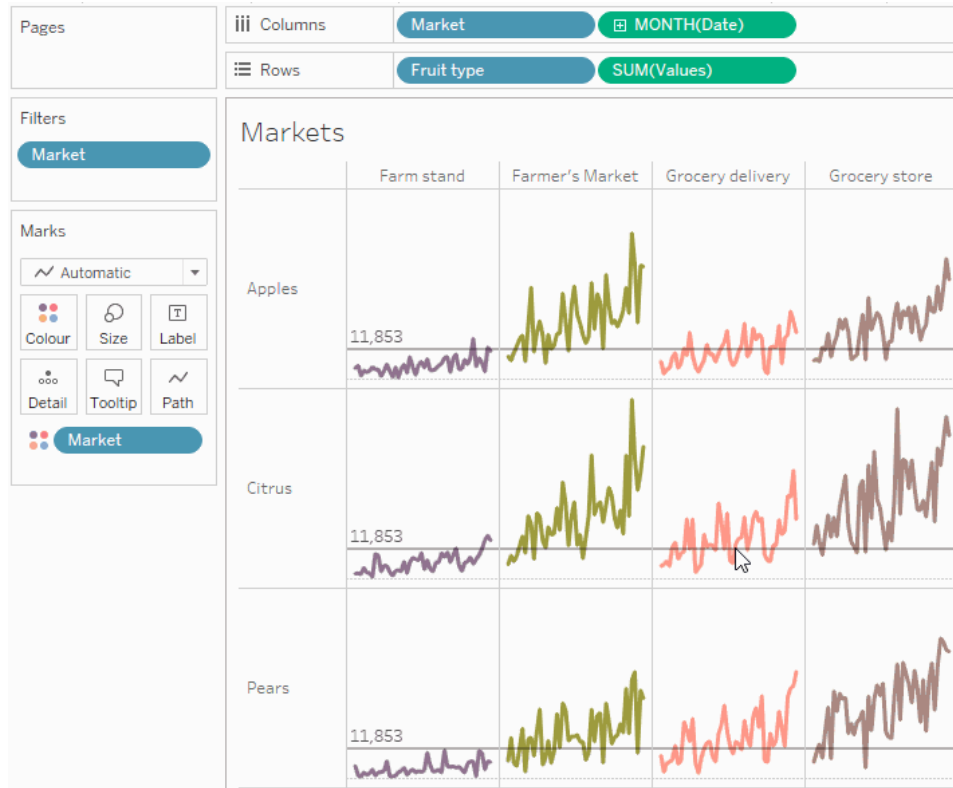 Pages
Columns
Market
MONTH(Date)
Rows
Fruit type
SUM(Values)
Filters
Market
Marks
Automatic
Colour
Size
T
Label
Detail
Tooltip
Path
Market
Markets
Farm stand
Farmer's Market
Grocery delivery
Grocery store
Apples
11,853
Citrus
11,853
Pears
11,853